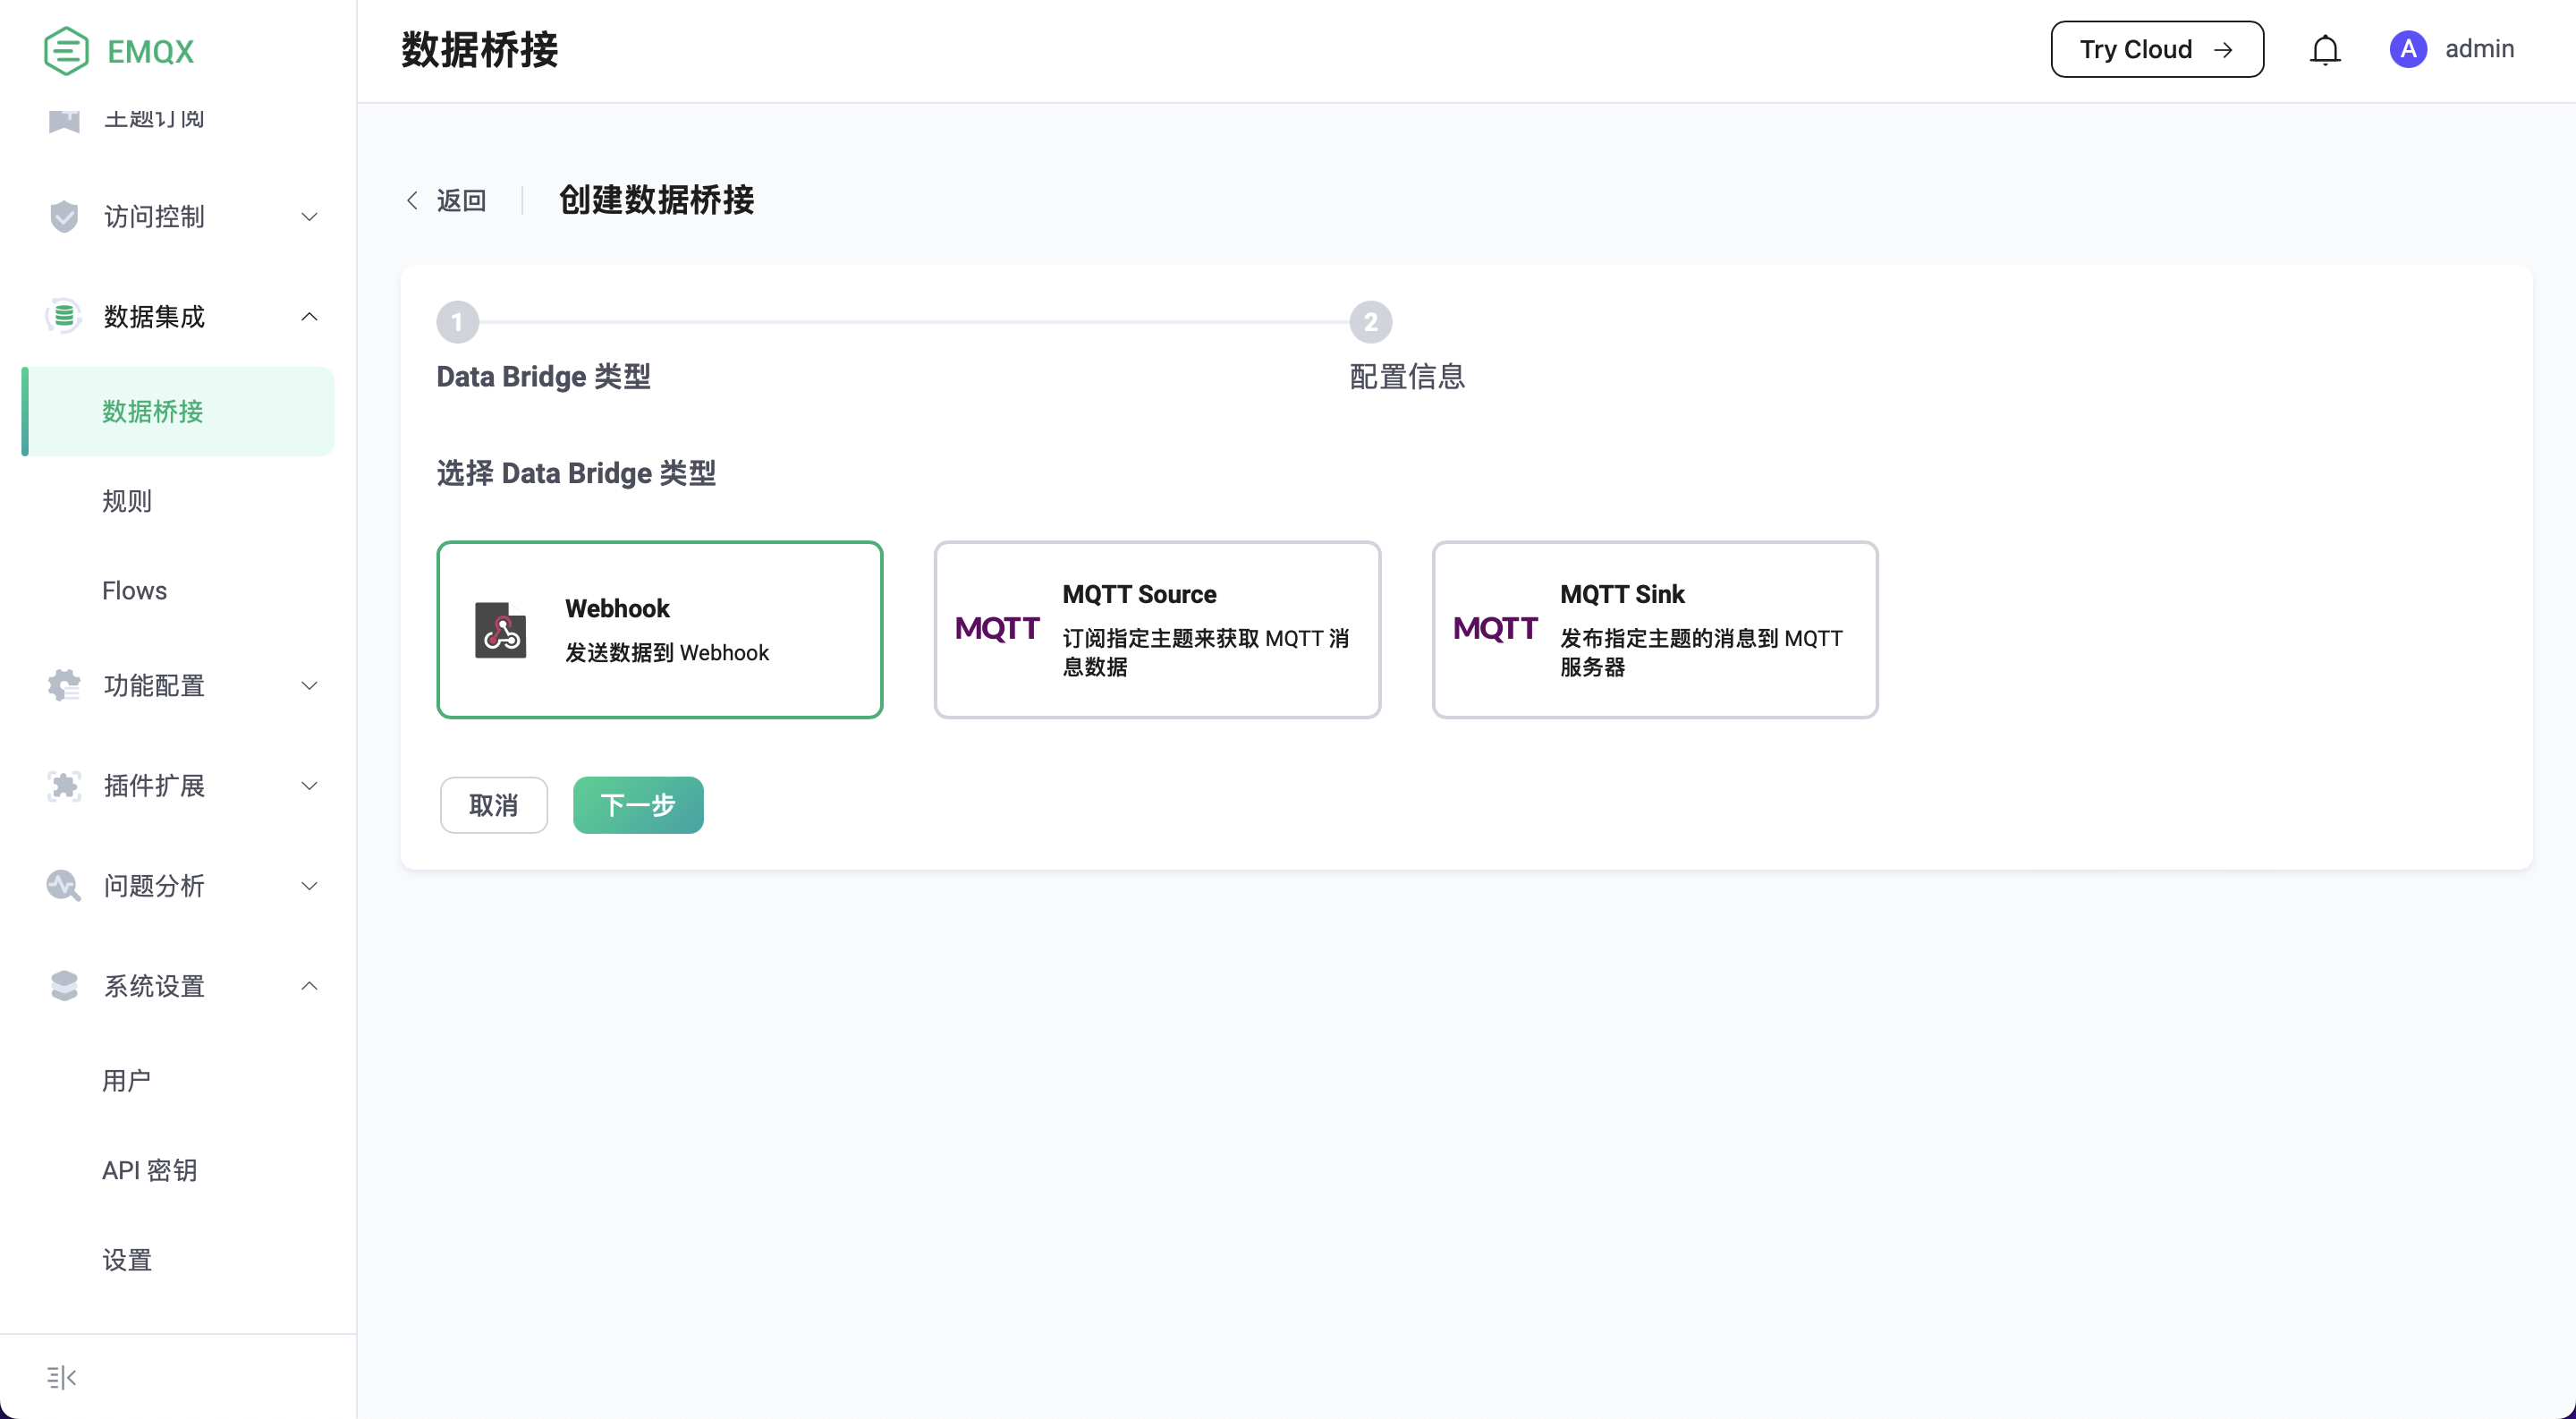 EMQX
数据桥接
Try Cloud →
A
admin
主题订阅
访问控制
数据集成
数据桥接
规则
Flows
功能配置
插件扩展
问题分析
系统设置
用户
API 密钥
设置
返回
创建数据桥接
1
2
Data Bridge 类型
配置信息
选择 Data Bridge 类型
Webhook
发送数据到 Webhook
MQTT
MQTT Source
订阅指定主题来获取 MQTT 消
息数据
MQTT
MQTT Sink
发布指定主题的消息到 MQTT
服务器
取消
下一步